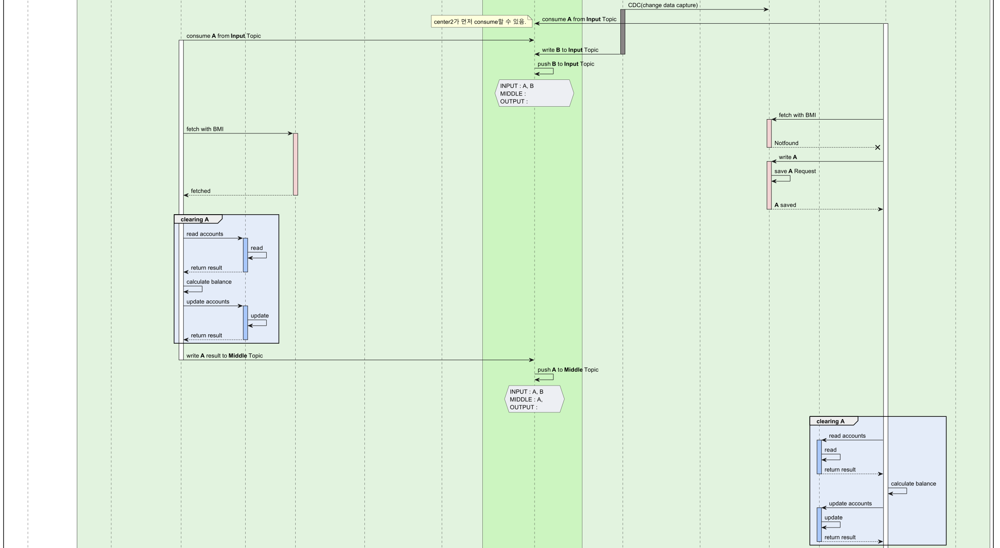 CDC(change data capture)
consume A from Input Topic
center2가 먼저 consume할 수 있음.
consume A from Input Topic
write B to Input Topic
push B to Input Topic
INPUT : A, B
MIDDLE :
OUTPUT :
fetch with BMI
fetch with BMI
Notfound
write A
save A Request
fetched
A saved
clearing A
read accounts
read
return result
calculate balance
update accounts
update
return result
write A result to Middle Topic
push A to Middle Topic
INPUT : A, B
MIDDLE : A,
OUTPUT :
clearing A
read accounts
read
return result
calculate balance
update accounts
update
return result